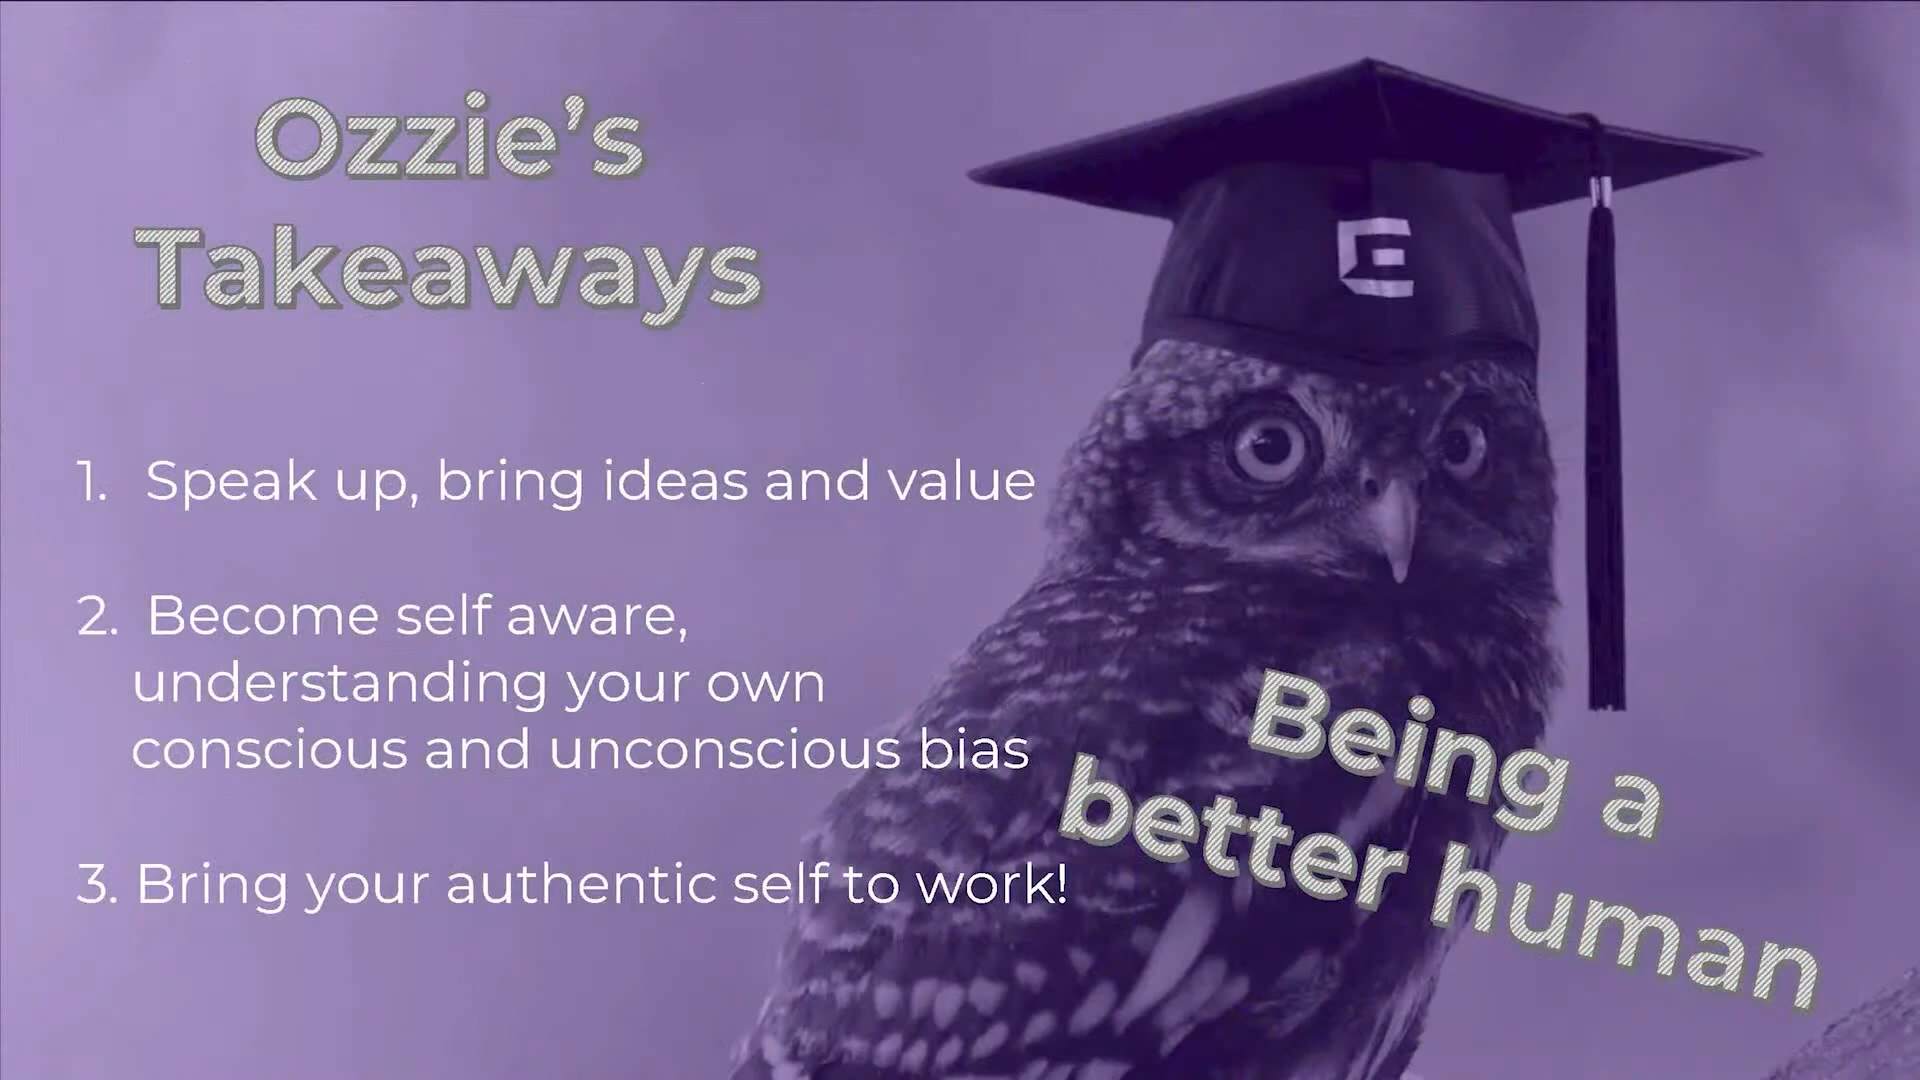 Ozzie's
Takeaways
1. Speak up, bring ideas and value
2. Become self aware,
understanding your own
conscious and unconscious bias
3. Bring your authentic self to work!
Being a
better human